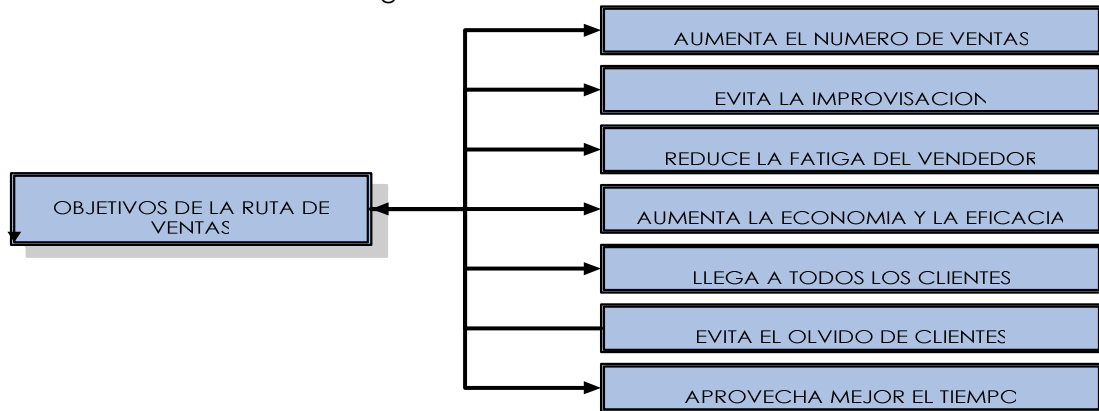 AUMENTA EL NUMERO DE VENTAS
EVITA LA IMPROVISACION
REDUCE LA FATIGA DEL VENDEDOR
OBJETIVOS DE LA RUTA DE
VENTAS
AUMENTA LA ECONOMIA Y LA EFICACIA
LLEGA A TODOS LOS CLIENTES
EVITA EL OLVIDO DE CLIENTES
APROVECHA MEJOR EL TIEMPO